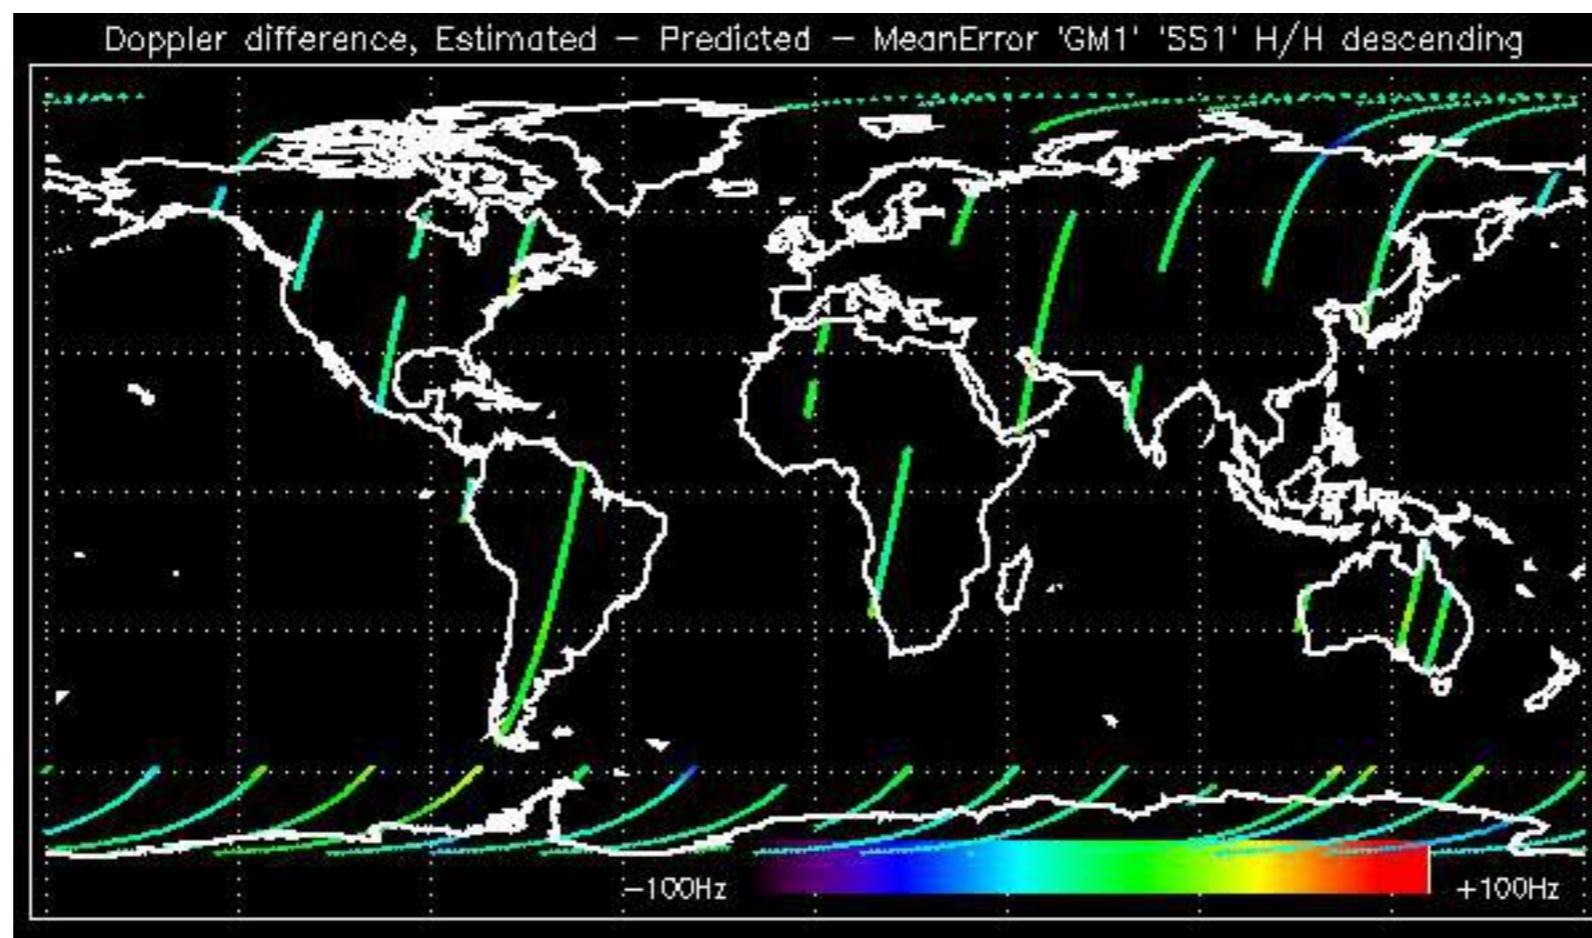 Doppler difference, Estimated – Predicted – MeanError 'GM1' 'SS1' H/H descending
-100Hz +100Hz